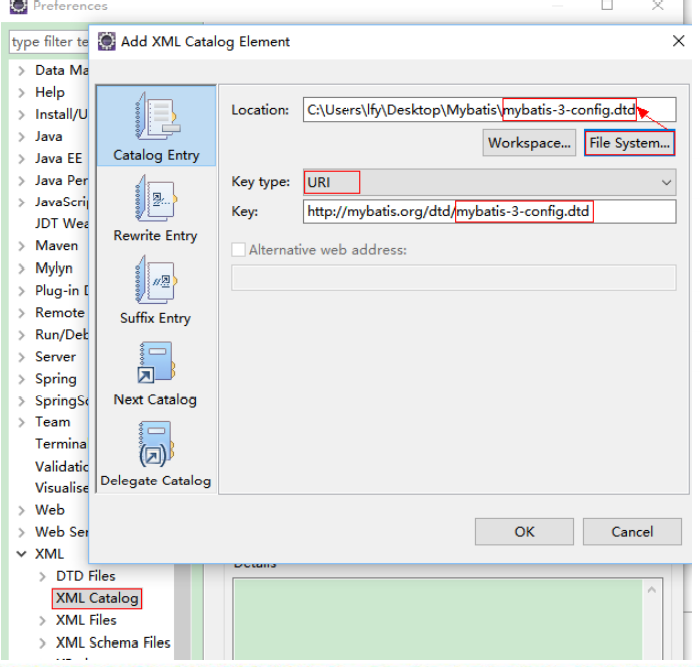 Preferences
type filter te
Data Ma
Help
Install/U
Java
Java EE
Java Per
JavaScri
JDT Wea
Maven
Mylyn
Plug-in D
Remote
Run/Deb
Server
Spring
SpringSo
Team
Termina
Validatio
Visualise
Web
Web Ser
XML
DTD Files
XML Catalog
XML Files
XML Schema Files
Add XML Catalog Element
Catalog Entry
Rewrite Entry
Suffix Entry
Next Catalog
Delegate Catalog
Location: C:\Users\lfy\Desktop\Mybatis\mybatis-3-config.dtd
Workspace... File System...
Key type: URI
Key: http://mybatis.org/dtd/mybatis-3-config.dtd
Alternative web address:
OK Cancel
Details